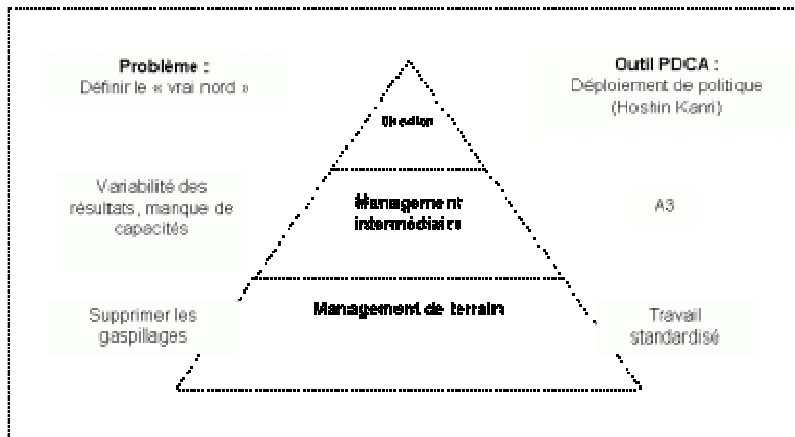 Problème :
Définir le « vrai nord »
Outil PDCA :
Déploiement de politique
(Hoshin Kanri)
Direction
Variabilité des
résultats, manque de
capacités
Management
intermédiaire
A3
Supprimer les
gaspillages
Management de terrain
Travail
standardisé